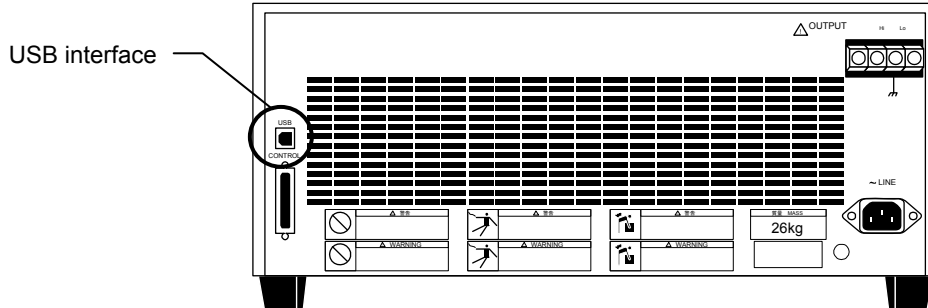 USB interface
OUTPUT
Hi Lo
USB
CONTROL
~ LINE
警告
警告
警告
質量 MASS
26kg
WARNING
WARNING
WARNING